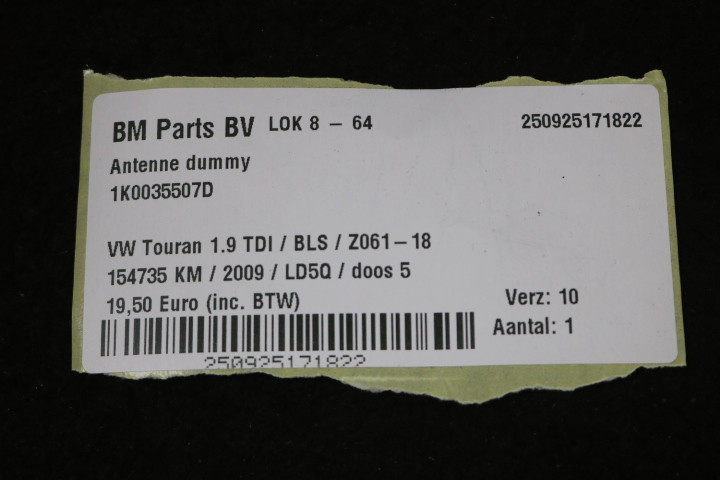 BM Parts BV LOK 8 – 64 250925171822
Antenne dummy
1K0035507D
VW Touran 1.9 TDI / BLS / Z061–18
154735 KM / 2009 / LD5Q / doos 5
19,50 Euro (inc. BTW) Verz: 10
Aantal: 1
250925171822